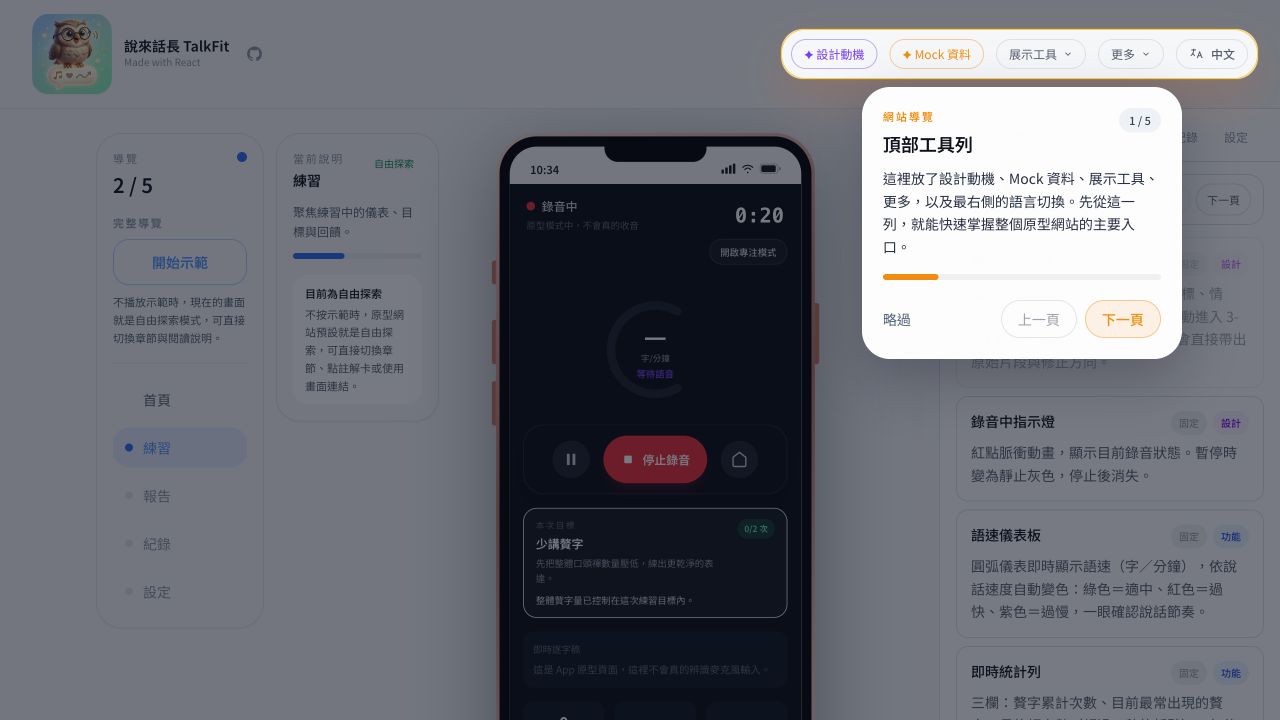 說來話長 TalkFit
Made with React
設計動機
Mock 資料
展示工具
更多
中文
網站導覽
1 / 5
頂部工具列
這裡放了設計動機、Mock 資料、展示工具、
更多，以及最右側的語言切換。先從這一
列，就能快速掌握整個原型網站的主要入
口。
略過
上一頁
下一頁
導覽
2 / 5
完整導覽
開始示範
不播放示範時，現在的畫面
就是自由探索模式，可直接
切換章節與閱讀說明。
首頁
練習
報告
紀錄
設定
當前說明
自由探索
練習
聚焦練習中的儀表、目
標與回饋。
目前為自由探索
不按示範時，原型網
站預設就是自由探
索，可直接切換章
節、點註解卡或使用
畫面連結。
10:34
錄音中
0:20
原型模式中，不會真的收音
開啟專注模式
—
字/分鐘
等待語音
停止錄音
本次目標
0/2 次
少講贅字
先把整體口頭禪數量壓低，練出更乾淨的表
達。
整體贅字量已控制在這次練習目標內。
即時逐字稿
這是 App 原型頁面，這裡不會真的辨識麥克風輸入。
設定
下一頁
固定
設計
標、情
動進入 3-
會直接帶出
原始片段與修正方向。
錄音中指示燈
固定
設計
紅點脈衝動畫，顯示目前錄音狀態。暫停時
變為靜止灰色，停止後消失。
語速儀表板
固定
功能
圓弧儀表即時顯示語速（字／分鐘），依說
話速度自動變色：綠色＝適中、紅色＝過
快、紫色＝過慢，一眼確認說話節奏。
即時統計列
固定
功能
三欄：贅字累計次數、目前最常出現的贅